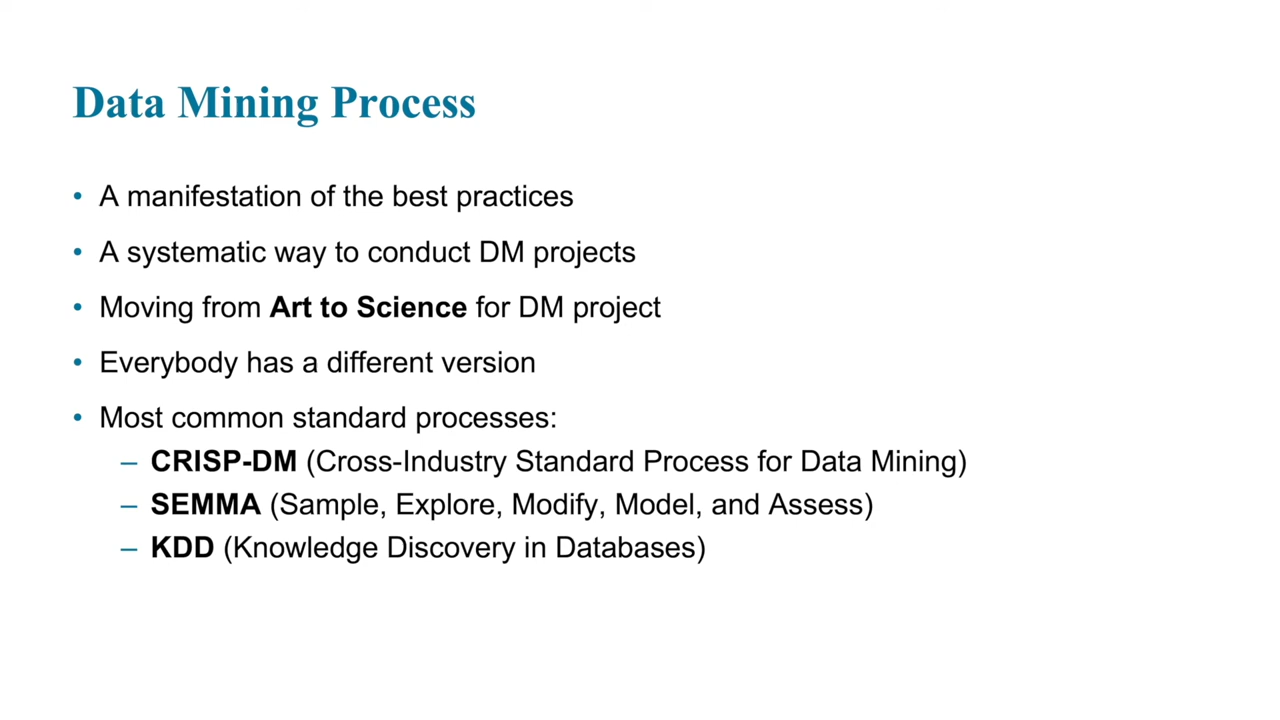 Data Mining Process
• A manifestation of the best practices
• A systematic way to conduct DM projects
• Moving from Art to Science for DM project
• Everybody has a different version
• Most common standard processes:
– CRISP-DM (Cross-Industry Standard Process for Data Mining)
– SEMMA (Sample, Explore, Modify, Model, and Assess)
– KDD (Knowledge Discovery in Databases)